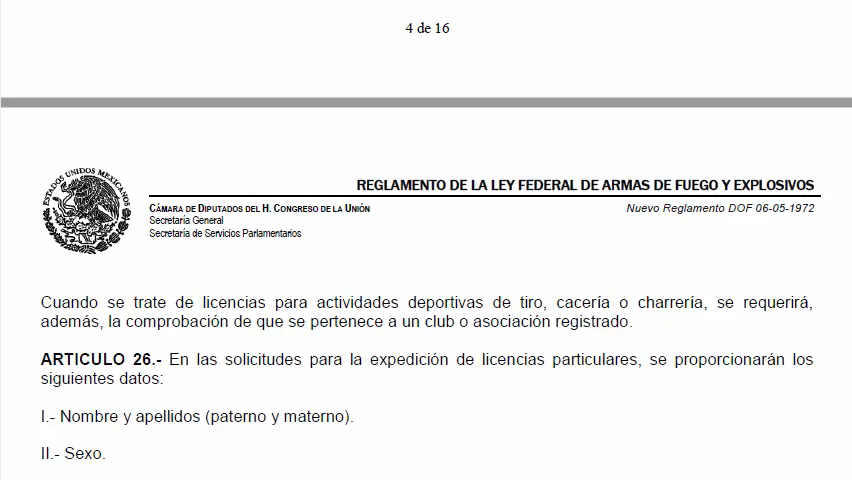 4 de 16
ESTADOS UNIDOS MEXICANOS
REGLAMENTO DE LA LEY FEDERAL DE ARMAS DE FUEGO Y EXPLOSIVOS
CÁMARA DE DIPUTADOS DEL H. CONGRESO DE LA UNIÓN
Nuevo Reglamento DOF 06-05-1972
Secretaría General
Secretaría de Servicios Parlamentarios
Cuando se trate de licencias para actividades deportivas de tiro, cacería o charrería, se requerirá,
además, la comprobación de que se pertenece a un club o asociación registrado.
ARTICULO 26.- En las solicitudes para la expedición de licencias particulares, se proporcionarán los
siguientes datos:
I.- Nombre y apellidos (paterno y materno).
II.- Sexo.